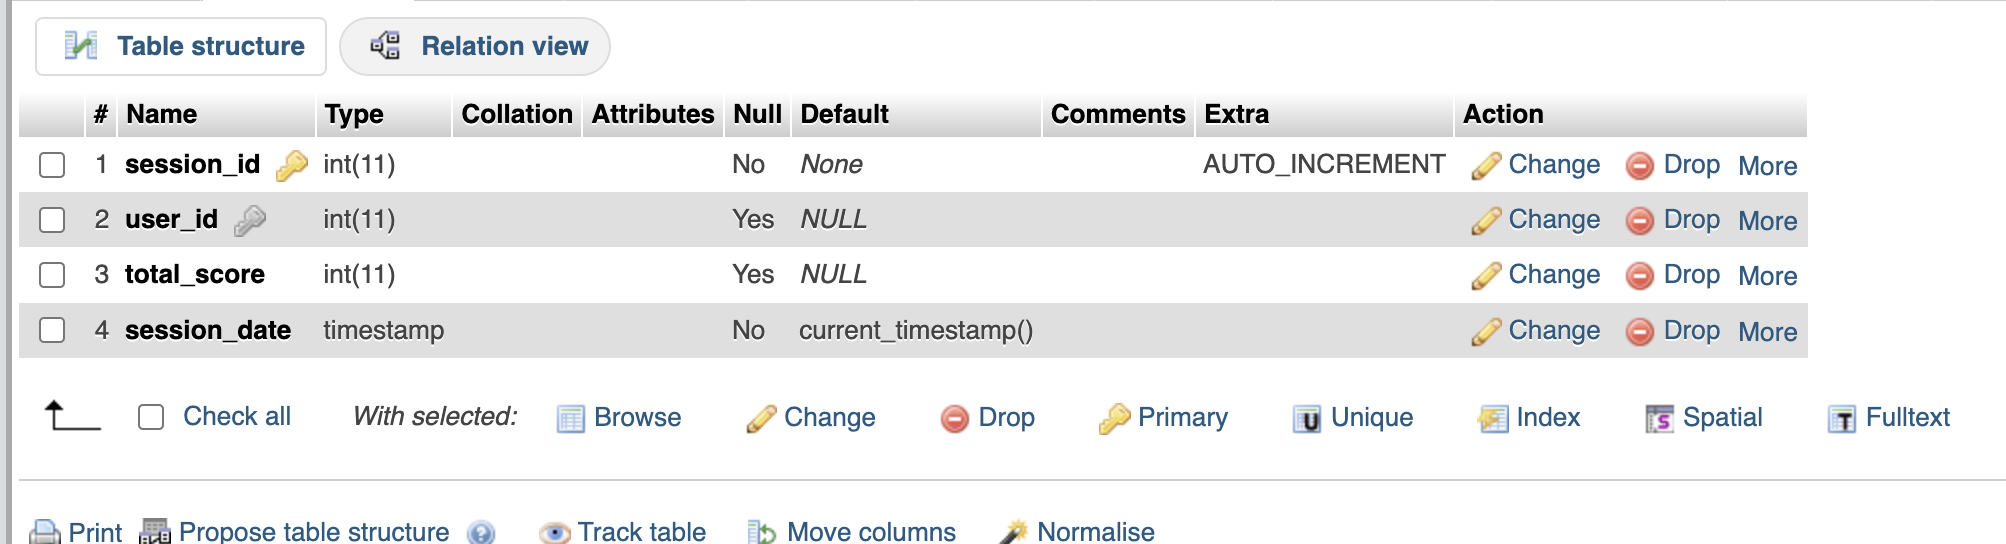 Table structure Relation view
# Name Type Collation Attributes Null Default Comments Extra Action
1 session_id int(11) No None AUTO_INCREMENT Change Drop More
2 user_id int(11) Yes NULL Change Drop More
3 total_score int(11) Yes NULL Change Drop More
4 session_date timestamp No current_timestamp() Change Drop More
Check all With selected: Browse Change Drop Primary Unique Index Spatial Fulltext
Print Propose table structure Track table Move columns Normalise